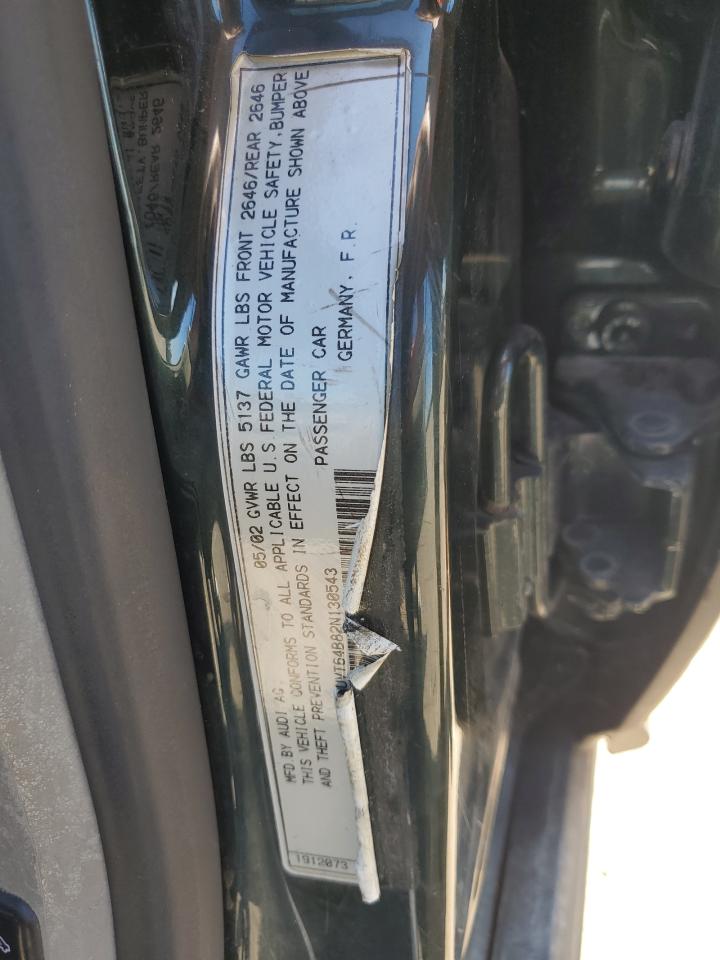 MFD BY AUDI AG. 05/02 GVWR LBS 5137 GAWR LBS FRONT 2646/REAR 2646
THIS VEHICLE CONFORMS TO ALL APPLICABLE U.S FEDERAL MOTOR VEHICLE SAFETY,BUMPER
AND THEFT PREVENTION STANDARDS IN EFFECT ON THE DATE OF MANUFACTURE SHOWN ABOVE
UVT64B82N130543 PASSENGER CAR
GERMANY, F.R.
1912073